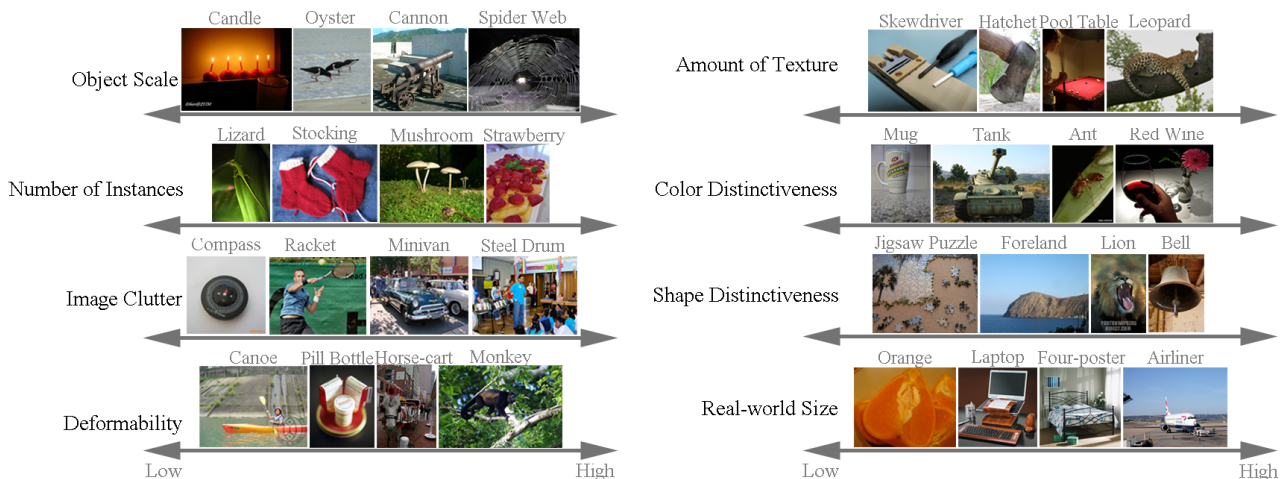 Candle Oyster Cannon Spider Web
Object Scale
Lizard Stocking Mushroom Strawberry
Number of Instances
Compass Racket Minivan Steel Drum
Image Clutter
Canoe Pill Bottle Horse-cart Monkey
Deformability
Low High
Skewdriver Hatchet Pool Table Leopard
Amount of Texture
Mug Tank Ant Red Wine
Color Distinctiveness
Jigsaw Puzzle Foreland Lion Bell
Shape Distinctiveness
Orange Laptop Four-poster Airliner
Real-world Size
Low High